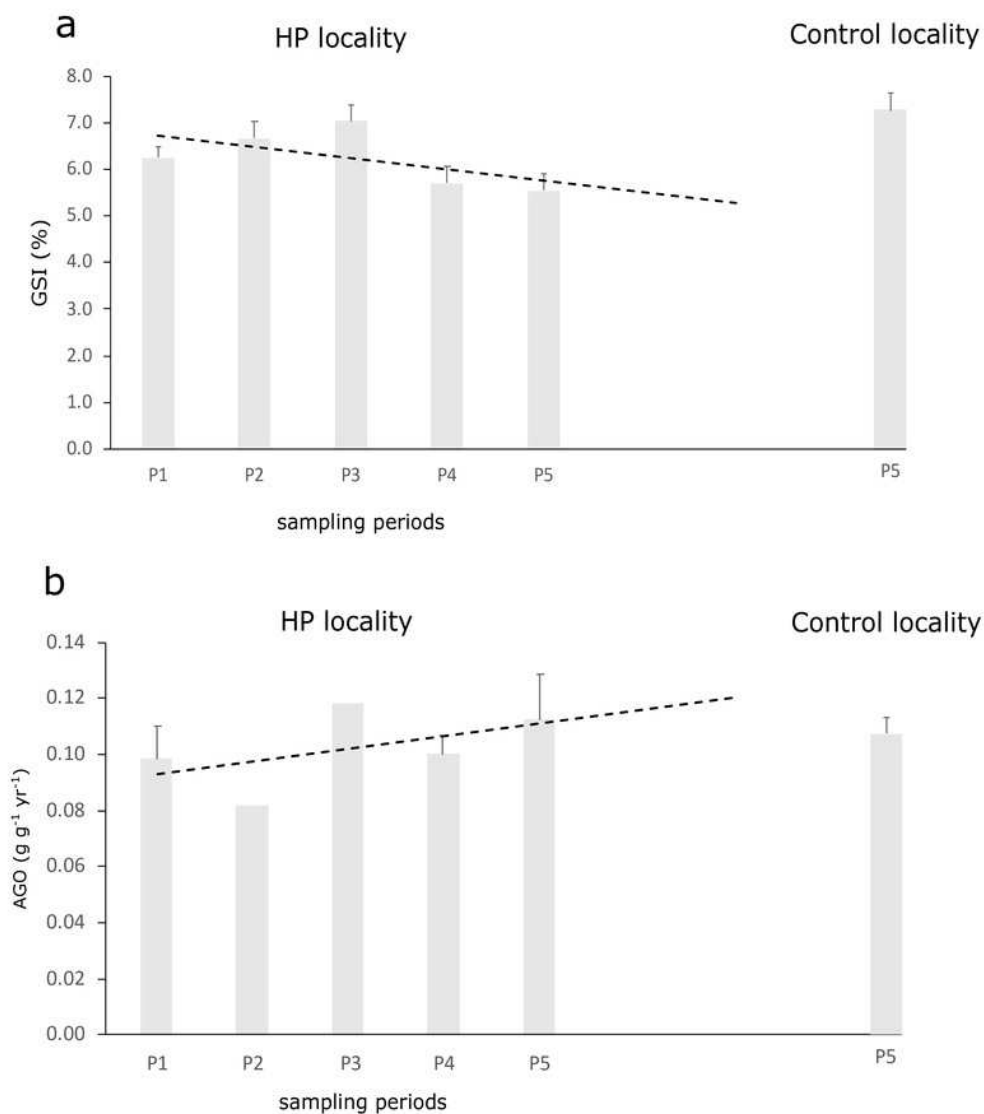 a
HP locality
Control locality
GSI (%)
8.0
7.0
6.0
5.0
4.0
3.0
2.0
1.0
0.0
P1 P2 P3 P4 P5 P5
sampling periods
b
HP locality
Control locality
AGO (g g⁻¹ yr⁻¹)
0.14
0.12
0.10
0.08
0.06
0.04
0.02
0.00
P1 P2 P3 P4 P5 P5
sampling periods